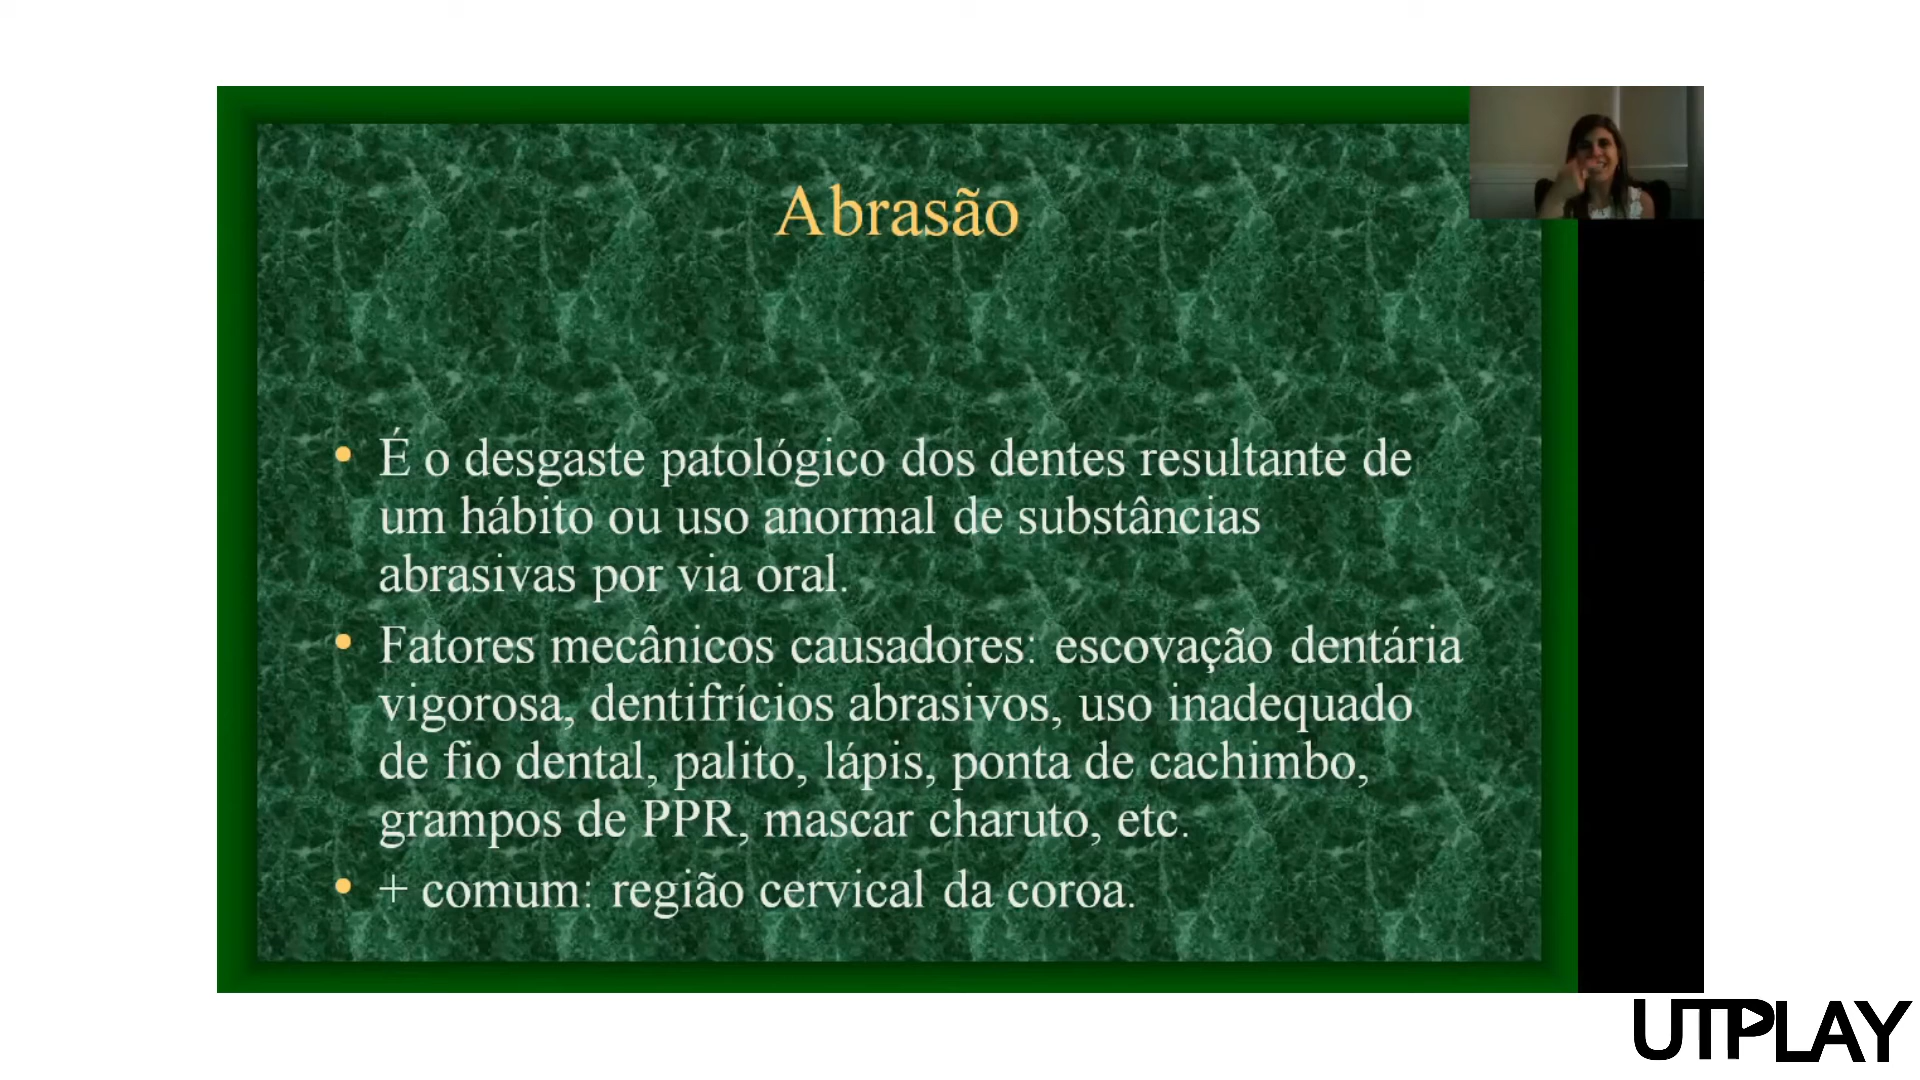 Abrasão
• É o desgaste patológico dos dentes resultante de
um hábito ou uso anormal de substâncias
abrasivas por via oral.
• Fatores mecânicos causadores: escovação dentária
vigorosa, dentifrícios abrasivos, uso inadequado
de fio dental, palito, lápis, ponta de cachimbo,
grampos de PPR, mascar charuto, etc.
• + comum: região cervical da coroa.
UTPLAY